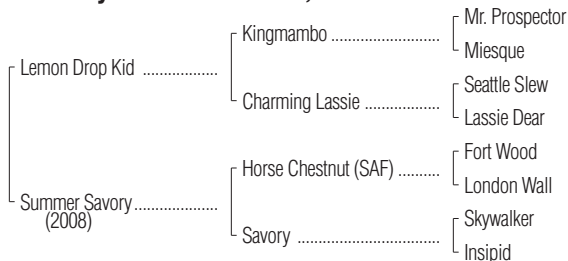 Mr. Prospector
Kingmambo ........................
Miesque
Lemon Drop Kid ................
Seattle Slew
Charming Lassie ................
Lassie Dear
Fort Wood
Horse Chestnut (SAF) .........
London Wall
Summer Savory..................
(2008)
Skywalker
Savory ...............................
Insipid